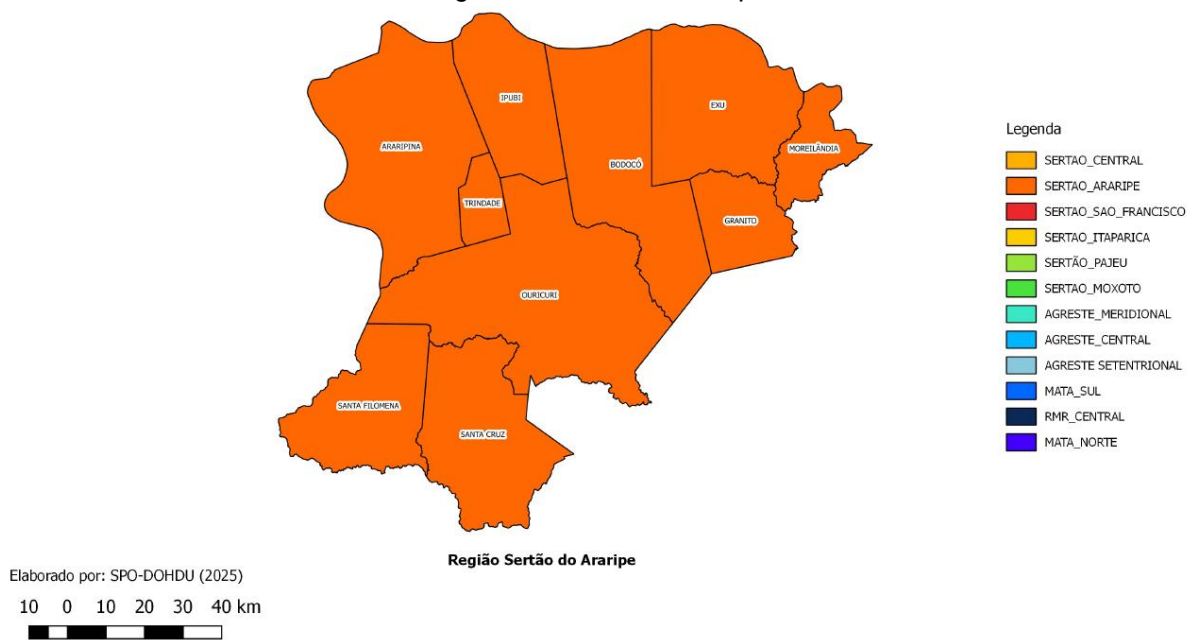 IPUBI
EXU
ARARIPINA
MOREILÂNDIA
BODOCÓ
TRINDADE
GRANITO
OURICURI
SANTA FILOMENA
SANTA CRUZ
Legenda
SERTAO_CENTRAL
SERTAO_ARARIPE
SERTAO_SAO_FRANCISCO
SERTAO_ITAPARICA
SERTÃO_PAJEU
SERTAO_MOXOTO
AGRESTE_MERIDIONAL
AGRESTE_CENTRAL
AGRESTE SETENTRIONAL
MATA_SUL
RMR_CENTRAL
MATA_NORTE
Região Sertão do Araripe
Elaborado por: SPO-DOHDU (2025)
10 0 10 20 30 40 km